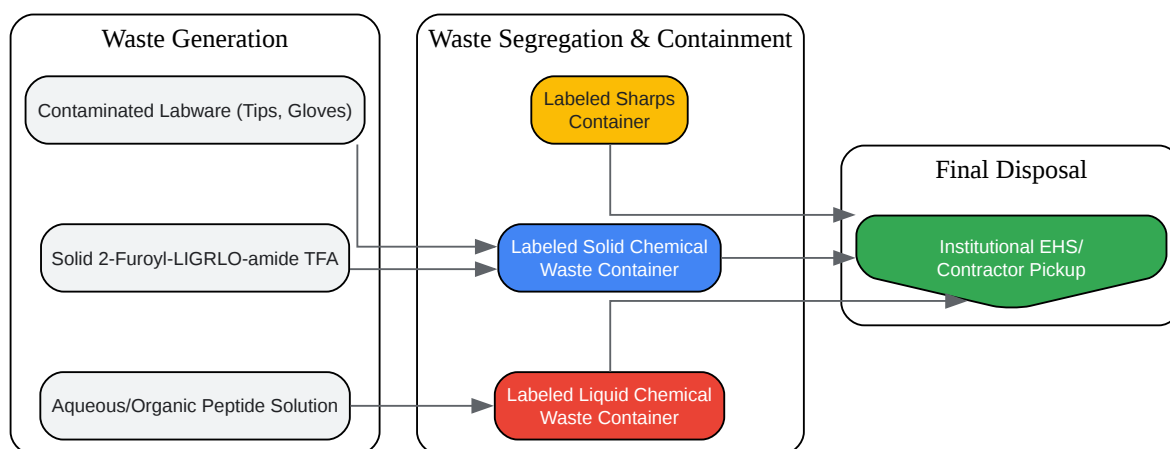 Waste Generation
Contaminated Labware (Tips, Gloves)
Solid 2-Furoyl-LIGRLO-amide TFA
Aqueous/Organic Peptide Solution
Waste Segregation & Containment
Labeled Sharps
Container
Labeled Solid Chemical
Waste Container
Labeled Liquid Chemical
Waste Container
Final Disposal
Institutional EHS/
Contractor Pickup